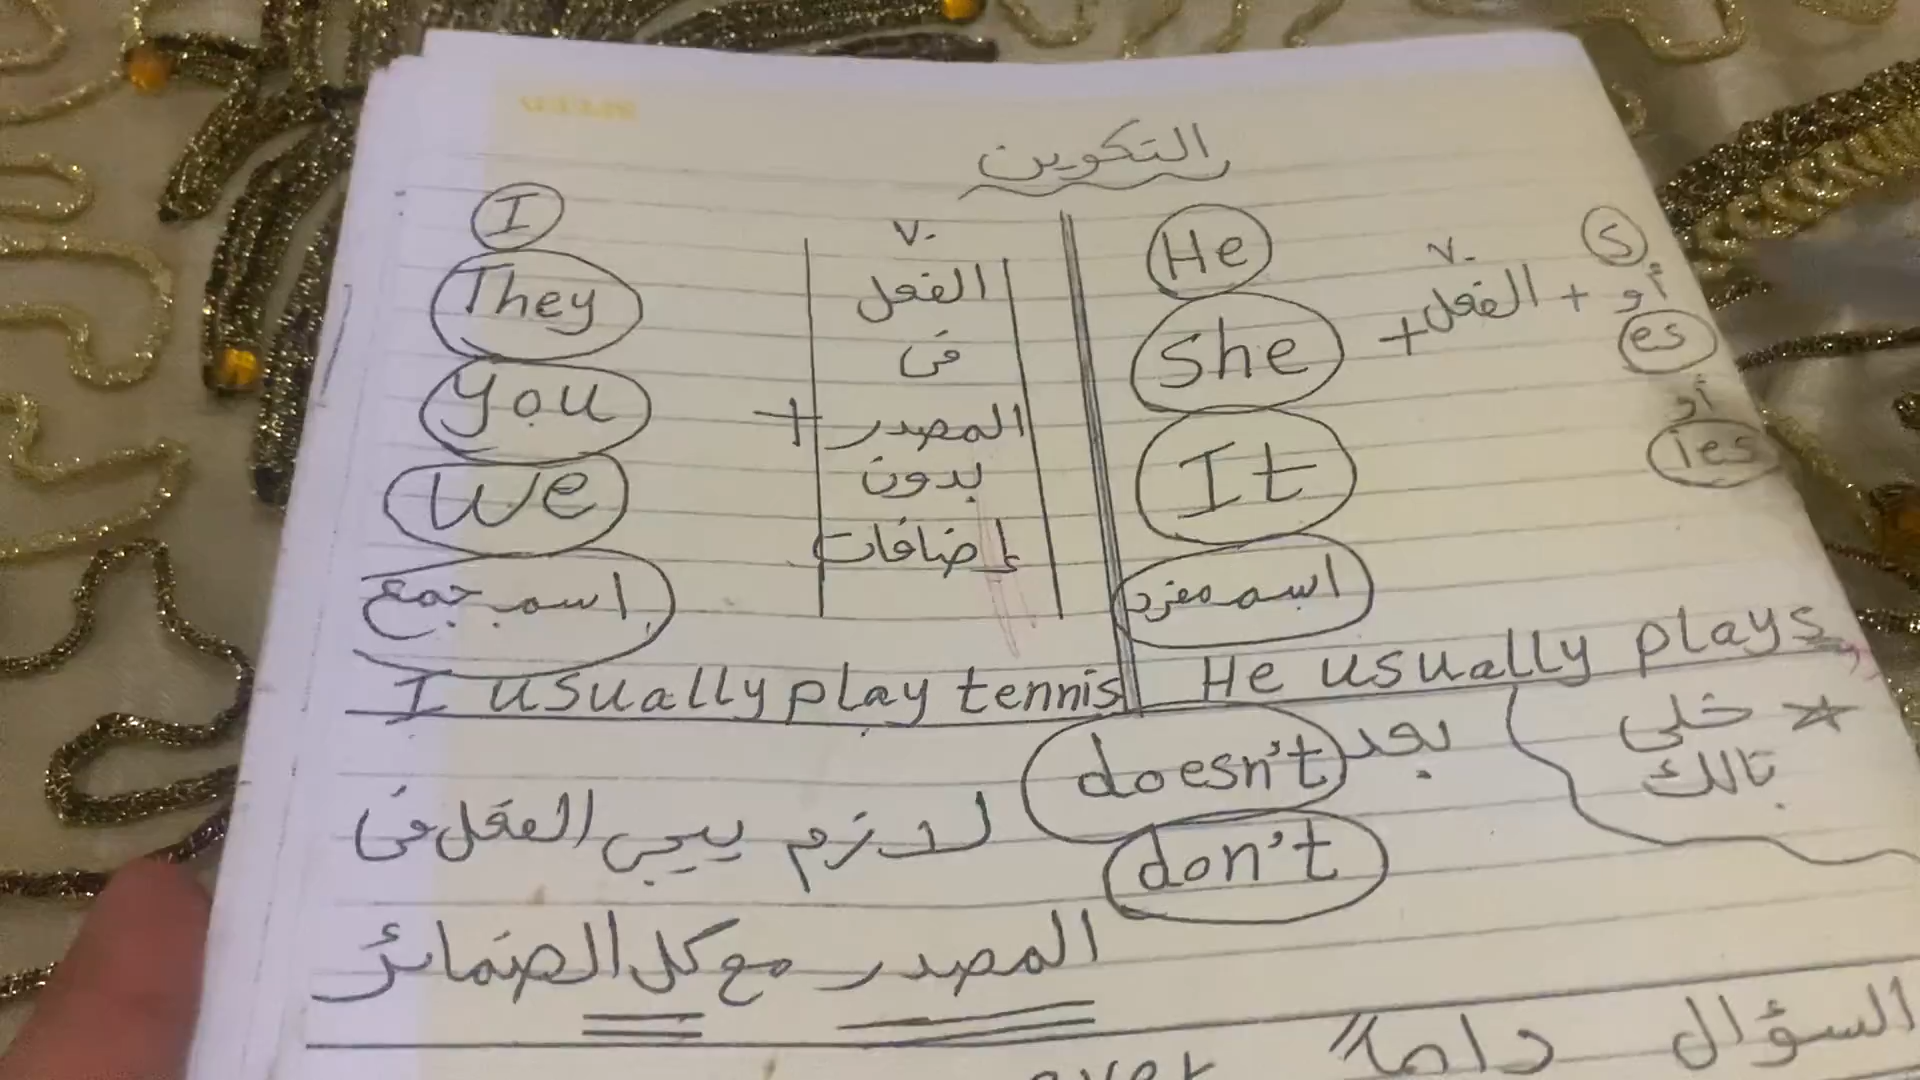 التكوين
I
They
You
We
اسم جمع
+
v.
الفعل
فى
المصدر
بدون
إضافات
He
She
It
اسم مفرد
+ v. الفعل + s
أو
es
أو
ies
I usually play tennis
He usually plays
☆ خلى
بالك
بعد doesn't
don't
لازم ييجى الفعل فى
المصدر مع كل الضمائر
السؤال
ever